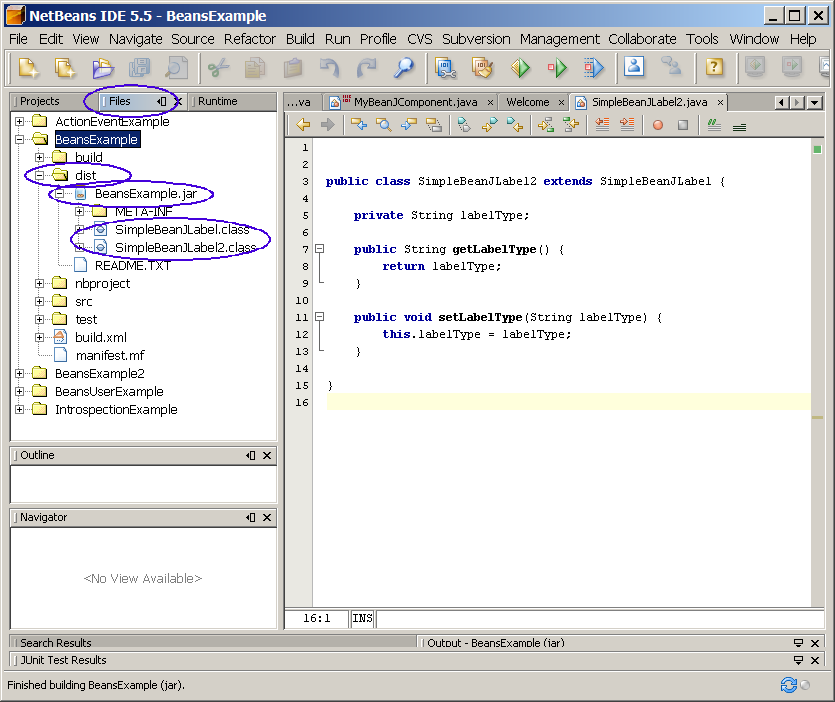 NetBeans IDE 5.5 - BeansExample
File Edit View Navigate Source Refactor Build Run Profile CVS Subversion Management Collaborate Tools Window Help
Projects Files Runtime
...va MyBeanJComponent.java Welcome SimpleBeanJLabel2.java
ActionEventExample
BeansExample
build
dist
BeansExample.jar
META-INF
SimpleBeanJLabel.class
SimpleBeanJLabel2.class
README.TXT
nbproject
src
test
build.xml
manifest.mf
BeansExample2
BeansUserExample
IntrospectionExample
Outline
Navigator
<No View Available>
1
2
3 public class SimpleBeanJLabel2 extends SimpleBeanJLabel {
4
5 private String labelType;
6
7 public String getLabelType() {
8 return labelType;
9 }
10
11 public void setLabelType(String labelType) {
12 this.labelType = labelType;
13 }
14
15 }
16
16:1 INS
Search Results
Output - BeansExample (jar)
JUnit Test Results
Finished building BeansExample (jar).